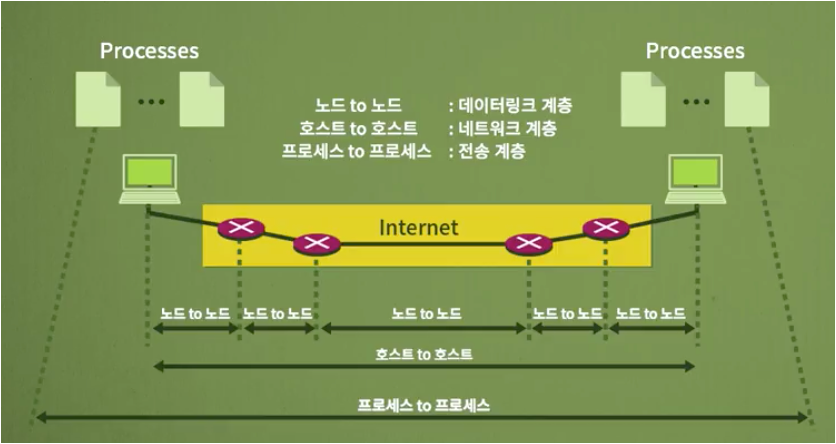 Processes
Processes
노드 to 노드 : 데이터링크 계층
호스트 to 호스트 : 네트워크 계층
프로세스 to 프로세스 : 전송 계층
Internet
노드 to 노드 노드 to 노드 노드 to 노드 노드 to 노드 노드 to 노드
호스트 to 호스트
프로세스 to 프로세스